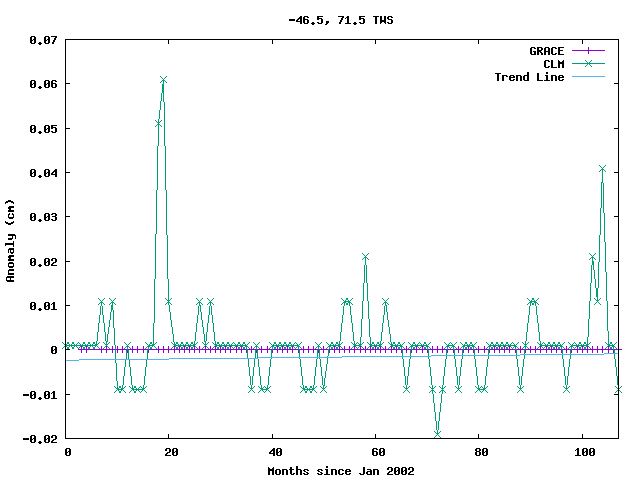 -46.5, 71.5 TWS
0.07
0.06
0.05
0.04
0.03
0.02
0.01
0
-0.01
-0.02
Anomaly (cm)
GRACE
CLM
Trend Line
0 20 40 60 80 100
Months since Jan 2002